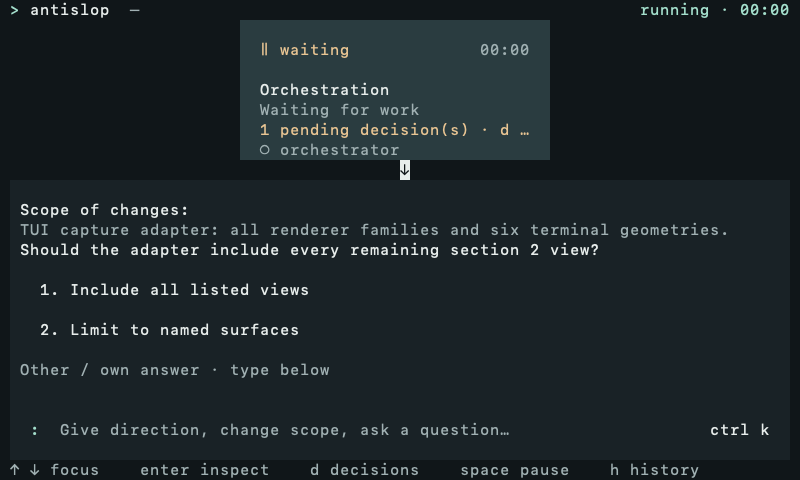 > antislop  —  running · 00:00
‖ waiting  00:00
Orchestration
Waiting for work
1 pending decision(s) · d …
○ orchestrator
↓
Scope of changes:
TUI capture adapter: all renderer families and six terminal geometries.
Should the adapter include every remaining section 2 view?
1. Include all listed views
2. Limit to named surfaces
Other / own answer · type below
:  Give direction, change scope, ask a question…  ctrl k
↑ ↓ focus  enter inspect  d decisions  space pause  h history